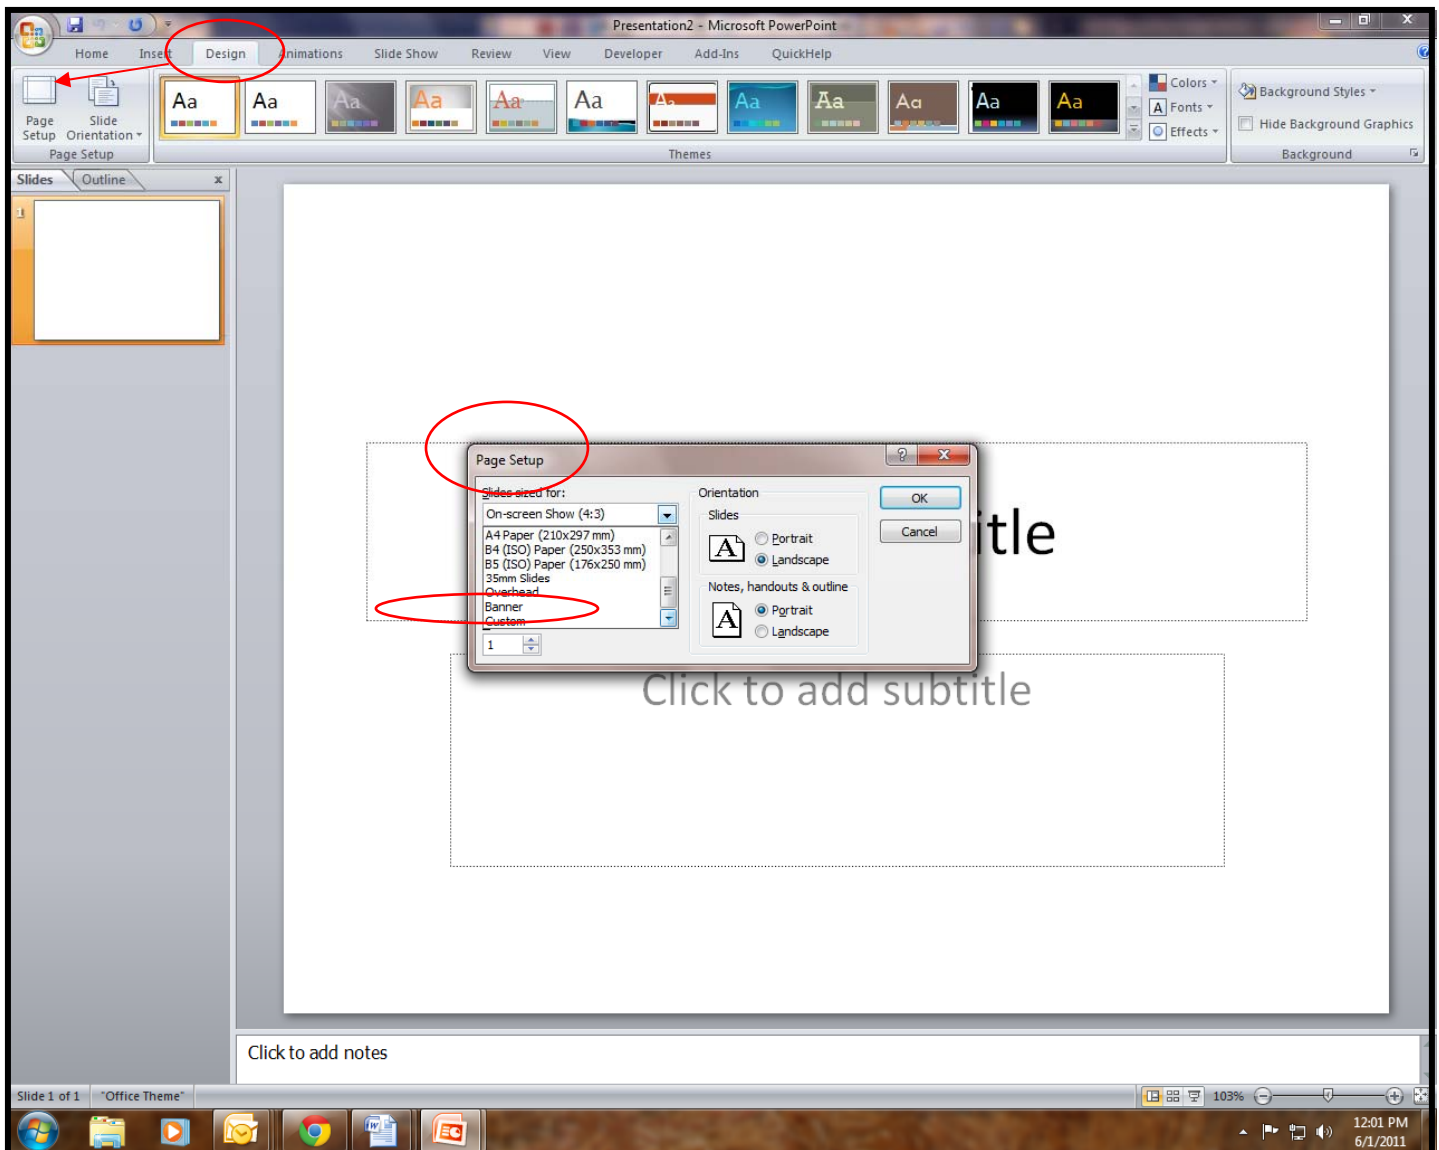 Presentation2 - Microsoft PowerPoint
Home Insert Design Animations Slide Show Review View Developer Add-Ins QuickHelp
Aa Aa Aa Aa Aa Aa Aa Aa Aa Aa Aa Aa
Page Setup
Slide Orientation
Colors
Fonts
Effects
Background Styles
Hide Background Graphics
Page Setup Themes Background
Slides Outline x
1
Page Setup
Slides sized for:
On-screen Show (4:3)
A4 Paper (210x297 mm)
B4 (ISO) Paper (250x353 mm)
B5 (ISO) Paper (176x250 mm)
35mm Slides
Overhead
Banner
Custom
1
Orientation
Slides
A
Portrait
Landscape
Notes, handouts & outline
A
Portrait
Landscape
OK
Cancel
itle
Click to add subtitle
Click to add notes
Slide 1 of 1 "Office Theme" 103%
12:01 PM
6/1/2011